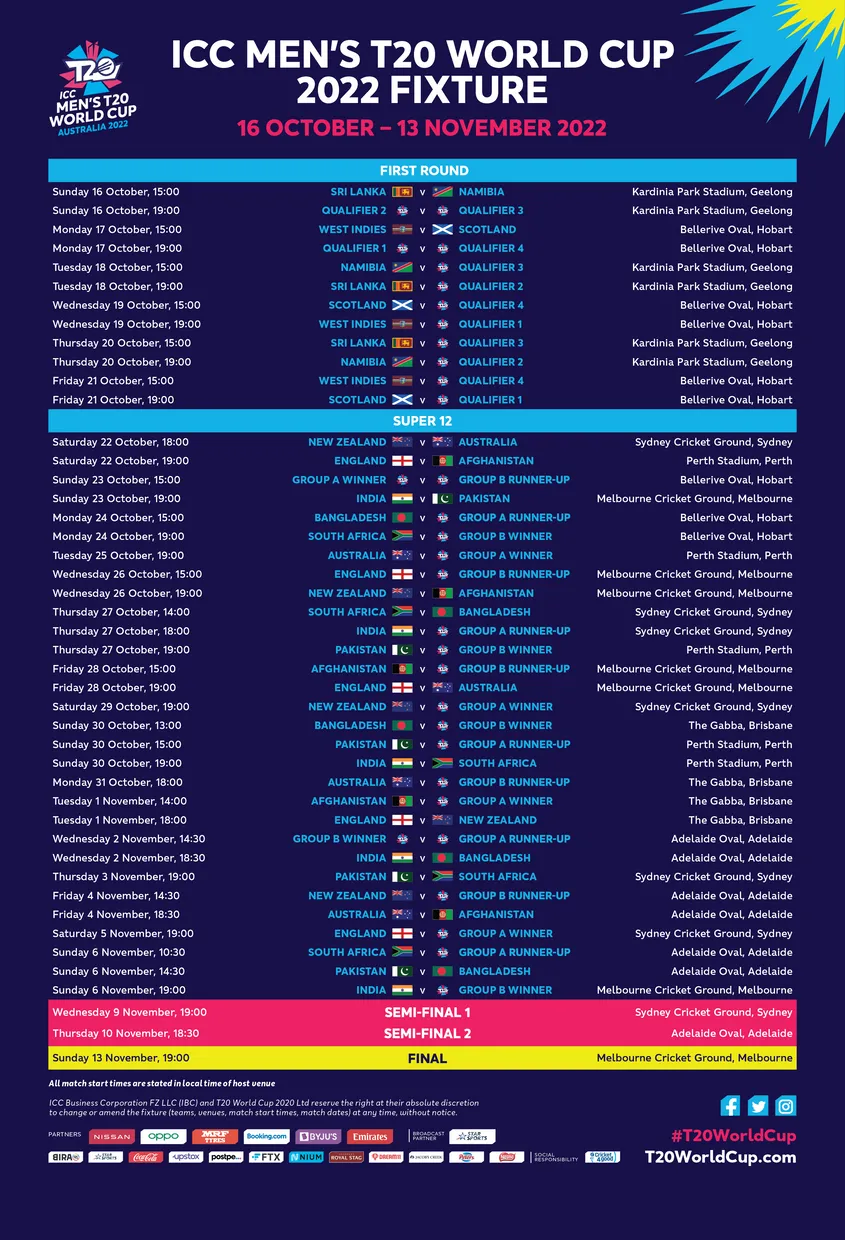 T20
ICC
MEN'S T20
WORLD CUP
AUSTRALIA 2022
ICC MEN'S T20 WORLD CUP
2022 FIXTURE
16 OCTOBER – 13 NOVEMBER 2022
FIRST ROUND
Sunday 16 October, 15:00 SRI LANKA v NAMIBIA Kardinia Park Stadium, Geelong
Sunday 16 October, 19:00 QUALIFIER 2 v QUALIFIER 3 Kardinia Park Stadium, Geelong
Monday 17 October, 15:00 WEST INDIES v SCOTLAND Bellerive Oval, Hobart
Monday 17 October, 19:00 QUALIFIER 1 v QUALIFIER 4 Bellerive Oval, Hobart
Tuesday 18 October, 15:00 NAMIBIA v QUALIFIER 3 Kardinia Park Stadium, Geelong
Tuesday 18 October, 19:00 SRI LANKA v QUALIFIER 2 Kardinia Park Stadium, Geelong
Wednesday 19 October, 15:00 SCOTLAND v QUALIFIER 4 Bellerive Oval, Hobart
Wednesday 19 October, 19:00 WEST INDIES v QUALIFIER 1 Bellerive Oval, Hobart
Thursday 20 October, 15:00 SRI LANKA v QUALIFIER 3 Kardinia Park Stadium, Geelong
Thursday 20 October, 19:00 NAMIBIA v QUALIFIER 2 Kardinia Park Stadium, Geelong
Friday 21 October, 15:00 WEST INDIES v QUALIFIER 4 Bellerive Oval, Hobart
Friday 21 October, 19:00 SCOTLAND v QUALIFIER 1 Bellerive Oval, Hobart
SUPER 12
Saturday 22 October, 18:00 NEW ZEALAND v AUSTRALIA Sydney Cricket Ground, Sydney
Saturday 22 October, 19:00 ENGLAND v AFGHANISTAN Perth Stadium, Perth
Sunday 23 October, 15:00 GROUP A WINNER v GROUP B RUNNER-UP Bellerive Oval, Hobart
Sunday 23 October, 19:00 INDIA v PAKISTAN Melbourne Cricket Ground, Melbourne
Monday 24 October, 15:00 BANGLADESH v GROUP A RUNNER-UP Bellerive Oval, Hobart
Monday 24 October, 19:00 SOUTH AFRICA v GROUP B WINNER Bellerive Oval, Hobart
Tuesday 25 October, 19:00 AUSTRALIA v GROUP A WINNER Perth Stadium, Perth
Wednesday 26 October, 15:00 ENGLAND v GROUP B RUNNER-UP Melbourne Cricket Ground, Melbourne
Wednesday 26 October, 19:00 NEW ZEALAND v AFGHANISTAN Melbourne Cricket Ground, Melbourne
Thursday 27 October, 14:00 SOUTH AFRICA v BANGLADESH Sydney Cricket Ground, Sydney
Thursday 27 October, 18:00 INDIA v GROUP A RUNNER-UP Sydney Cricket Ground, Sydney
Thursday 27 October, 19:00 PAKISTAN v GROUP B WINNER Perth Stadium, Perth
Friday 28 October, 15:00 AFGHANISTAN v GROUP B RUNNER-UP Melbourne Cricket Ground, Melbourne
Friday 28 October, 19:00 ENGLAND v AUSTRALIA Melbourne Cricket Ground, Melbourne
Saturday 29 October, 19:00 NEW ZEALAND v GROUP A WINNER Sydney Cricket Ground, Sydney
Sunday 30 October, 13:00 BANGLADESH v GROUP B WINNER The Gabba, Brisbane
Sunday 30 October, 15:00 PAKISTAN v GROUP A RUNNER-UP Perth Stadium, Perth
Sunday 30 October, 19:00 INDIA v SOUTH AFRICA Perth Stadium, Perth
Monday 31 October, 18:00 AUSTRALIA v GROUP B RUNNER-UP The Gabba, Brisbane
Tuesday 1 November, 14:00 AFGHANISTAN v GROUP A WINNER The Gabba, Brisbane
Tuesday 1 November, 18:00 ENGLAND v NEW ZEALAND The Gabba, Brisbane
Wednesday 2 November, 14:30 GROUP B WINNER v GROUP A RUNNER-UP Adelaide Oval, Adelaide
Wednesday 2 November, 18:30 INDIA v BANGLADESH Adelaide Oval, Adelaide
Thursday 3 November, 19:00 PAKISTAN v SOUTH AFRICA Sydney Cricket Ground, Sydney
Friday 4 November, 14:30 NEW ZEALAND v GROUP B RUNNER-UP Adelaide Oval, Adelaide
Friday 4 November, 18:30 AUSTRALIA v AFGHANISTAN Adelaide Oval, Adelaide
Saturday 5 November, 19:00 ENGLAND v GROUP A WINNER Sydney Cricket Ground, Sydney
Sunday 6 November, 10:30 SOUTH AFRICA v GROUP A RUNNER-UP Adelaide Oval, Adelaide
Sunday 6 November, 14:30 PAKISTAN v BANGLADESH Adelaide Oval, Adelaide
Sunday 6 November, 19:00 INDIA v GROUP B WINNER Melbourne Cricket Ground, Melbourne
Wednesday 9 November, 19:00 SEMI-FINAL 1 Sydney Cricket Ground, Sydney
Thursday 10 November, 18:30 SEMI-FINAL 2 Adelaide Oval, Adelaide
Sunday 13 November, 19:00 FINAL Melbourne Cricket Ground, Melbourne
All match start times are stated in local time of host venue
ICC Business Corporation FZ LLC (IBC) and T20 World Cup 2020 Ltd reserve the right at their absolute discretion
to change or amend the fixture (teams, venues, match start times, match dates) at any time, without notice.
PARTNERS NISSAN oppo MRF TYRES Booking.com BYJU'S Emirates BROADCAST PARTNER STAR SPORTS
#T20WorldCup
BIRA 91 STAR SPORTS Coca-Cola upstox postpe... FTX NIUM ROYAL STAG DREAM11 JACOB'S CREEK SOCIAL RESPONSIBILITY Cricket 4 good
T20WorldCup.com